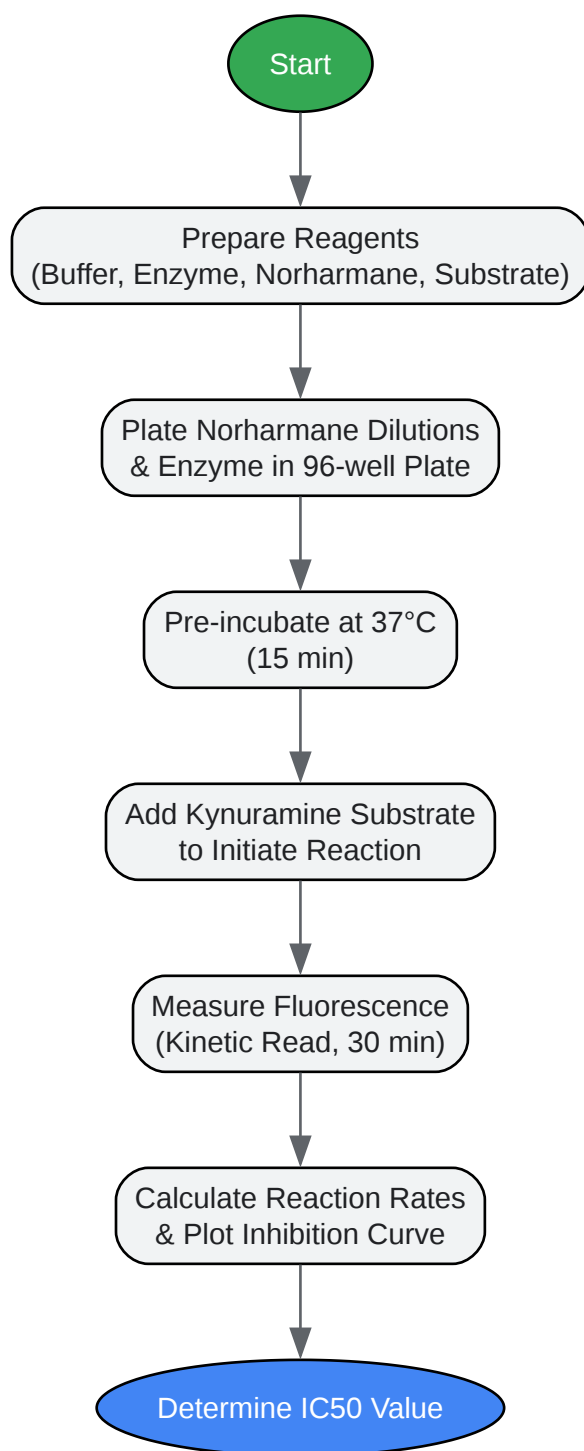 Start
Prepare Reagents
(Buffer, Enzyme, Norharmane, Substrate)
Plate Norharmane Dilutions
& Enzyme in 96-well Plate
Pre-incubate at 37°C
(15 min)
Add Kynuramine Substrate
to Initiate Reaction
Measure Fluorescence
(Kinetic Read, 30 min)
Calculate Reaction Rates
& Plot Inhibition Curve
Determine IC50 Value